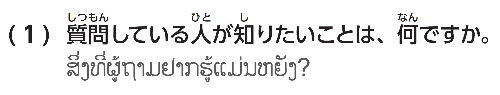 (1) 質問している人が知りたいことは、何ですか。
ສິ່ງທີ່ຜູ້ຖາມຢາກຮູ້ແມ່ນຫຍັງ?